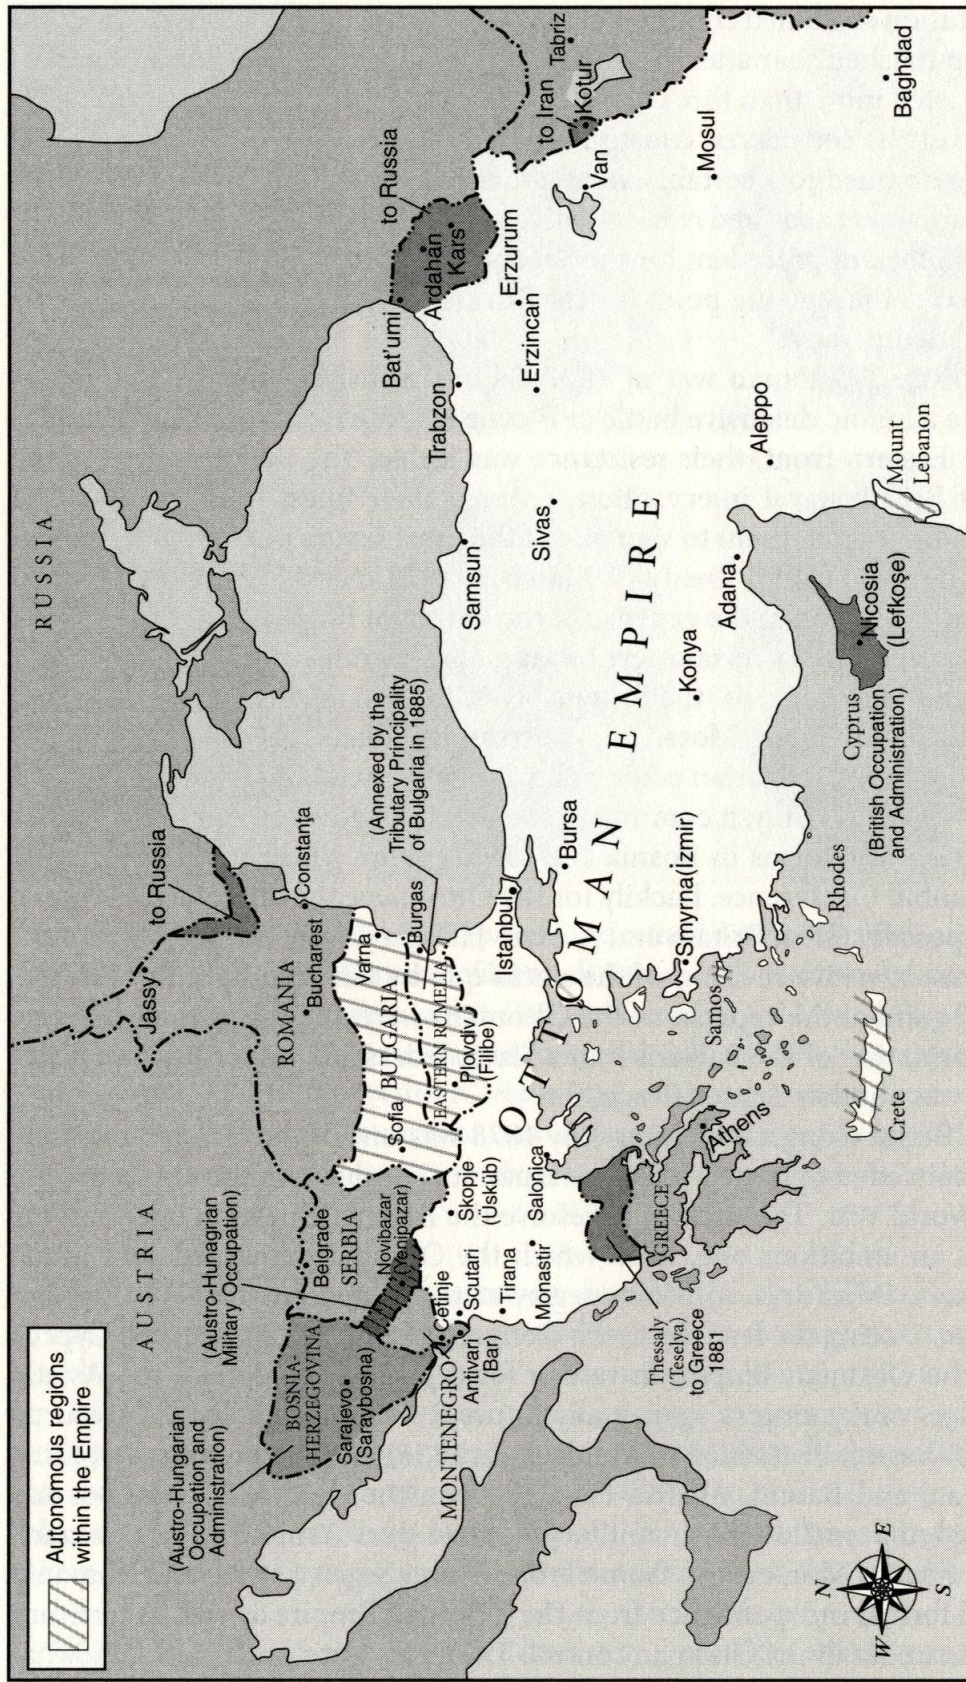 Autonomous regions
within the Empire
AUSTRIA
RUSSIA
(Austro-Hungarian
Occupation and
Administration)
(Austro-Hunagrian
Military Occupation)
BOSNIA-
HERZEGOVINA
Sarajevo
(Saraybosna)
Belgrade
SERBIA
Novibazar
(Yenipazar)
MONTENEGRO
Cetinje
Antivari
(Bar)
Scutari
Tirana
Skopje
(Üsküb)
Monastir
Salonica
Thessaly
(Teselya)
to Greece
1881
GREECE
Athens
Jassy
to Russia
ROMANIA
Bucharest
Constanţa
BULGARIA
Varna
Sofia
EASTERN RUMELIA
Burgas
Plovdiv
(Filibe)
(Annexed by the
Tributary Principality
of Bulgaria in 1885)
OTTOMAN EMPIRE
Istanbul
Bursa
Smyrna(İzmir)
Samos
Rhodes
Crete
Konya
Adana
Cyprus
(British Occupation
and Administration)
Nicosia
(Lefkoşe)
Samsun
Sivas
Trabzon
Erzincan
Erzurum
Bat'umi
Ardahan
Kars
to Russia
to Iran
Kotur
Tabriz
Van
Mosul
Baghdad
Aleppo
Mount
Lebanon
N
E
S
W